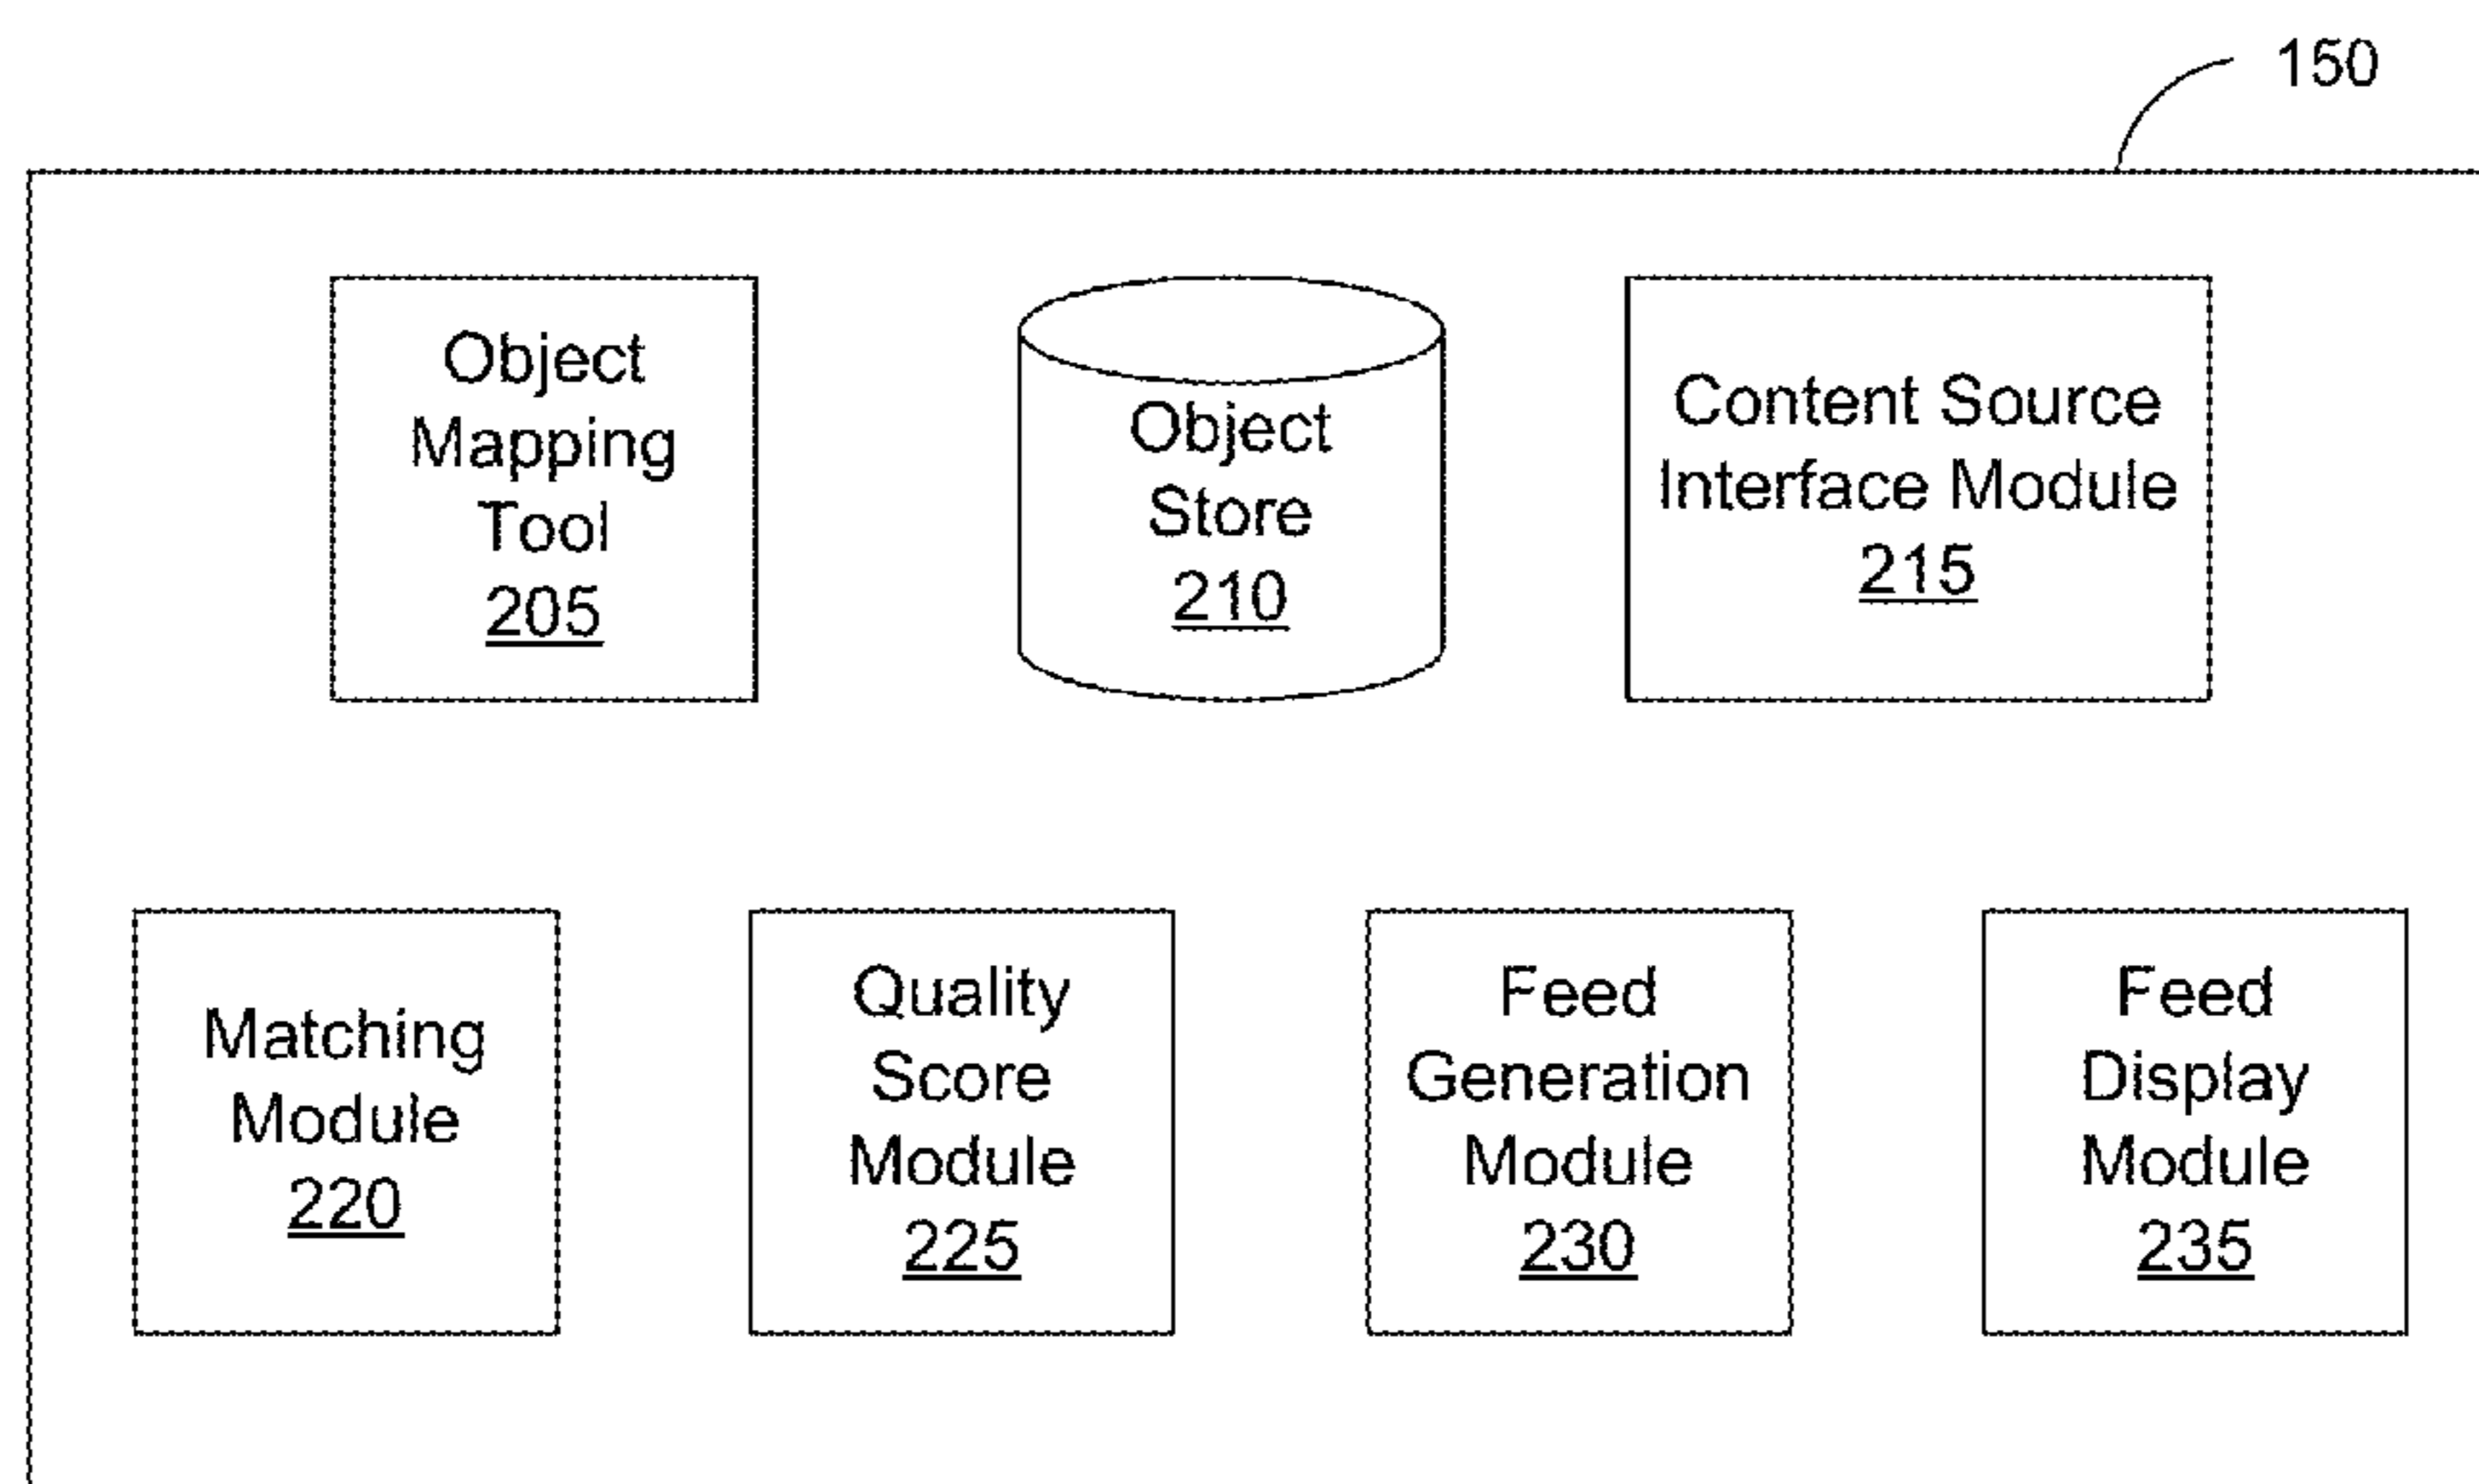 150
Object
Mapping
Tool
205
Object
Store
210
Content Source
Interface Module
215
Matching
Module
220
Quality
Score
Module
225
Feed
Generation
Module
230
Feed
Display
Module
235